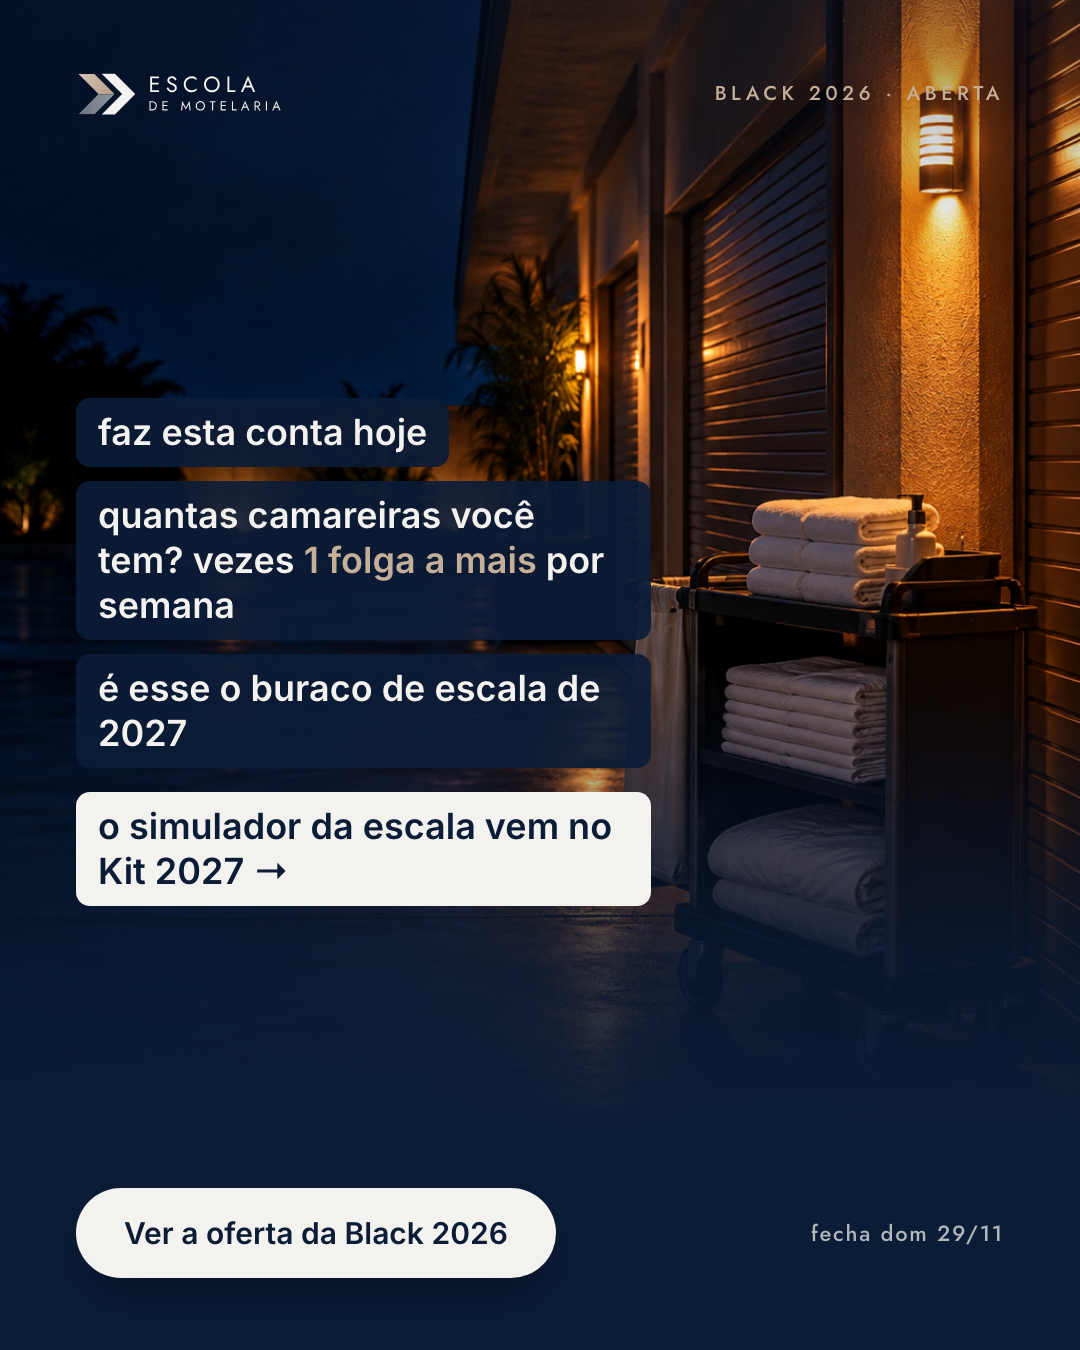 ESCOLA
DE MOTELARIA
BLACK 2026 · ABERTA
faz esta conta hoje
quantas camareiras você
tem? vezes 1 folga a mais por
semana
é esse o buraco de escala de
2027
o simulador da escala vem no
Kit 2027 →
Ver a oferta da Black 2026
fecha dom 29/11